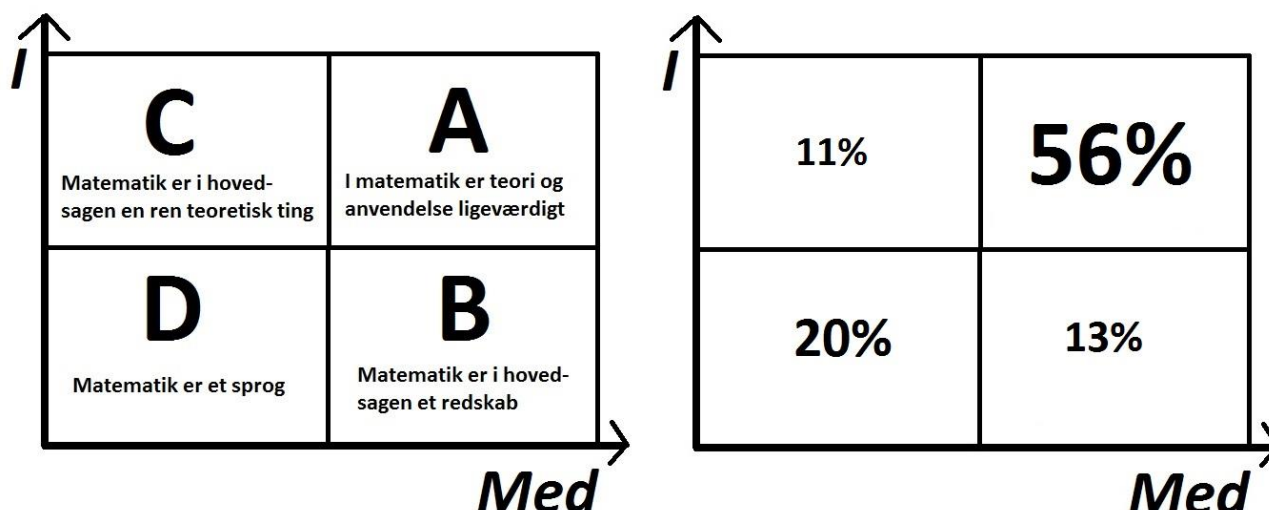 I
C
Matematik er i hoved-
sagen en ren teoretisk ting
A
I matematik er teori og
anvendelse ligeværdigt
D
Matematik er et sprog
B
Matematik er i hoved-
sagen et redskab
Med
I
11%
56%
20%
13%
Med